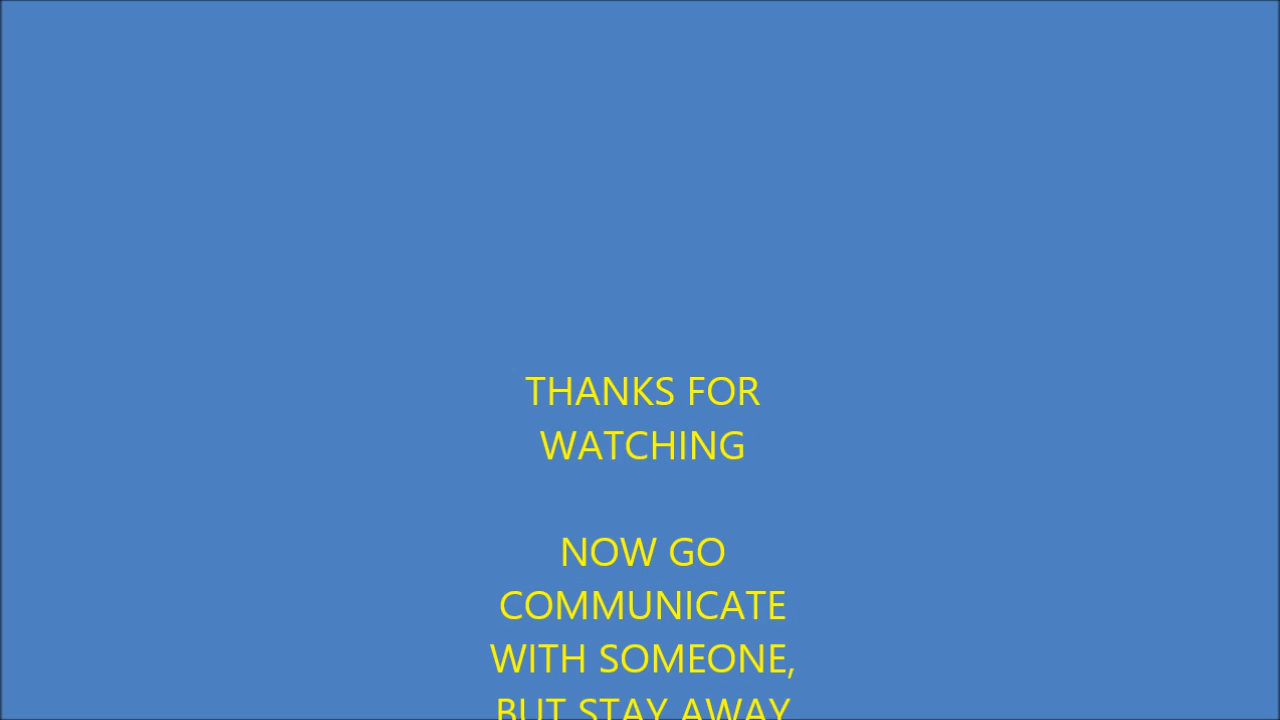 THANKS FOR
WATCHING
NOW GO
COMMUNICATE
WITH SOMEONE,
BUT STAY AWAY